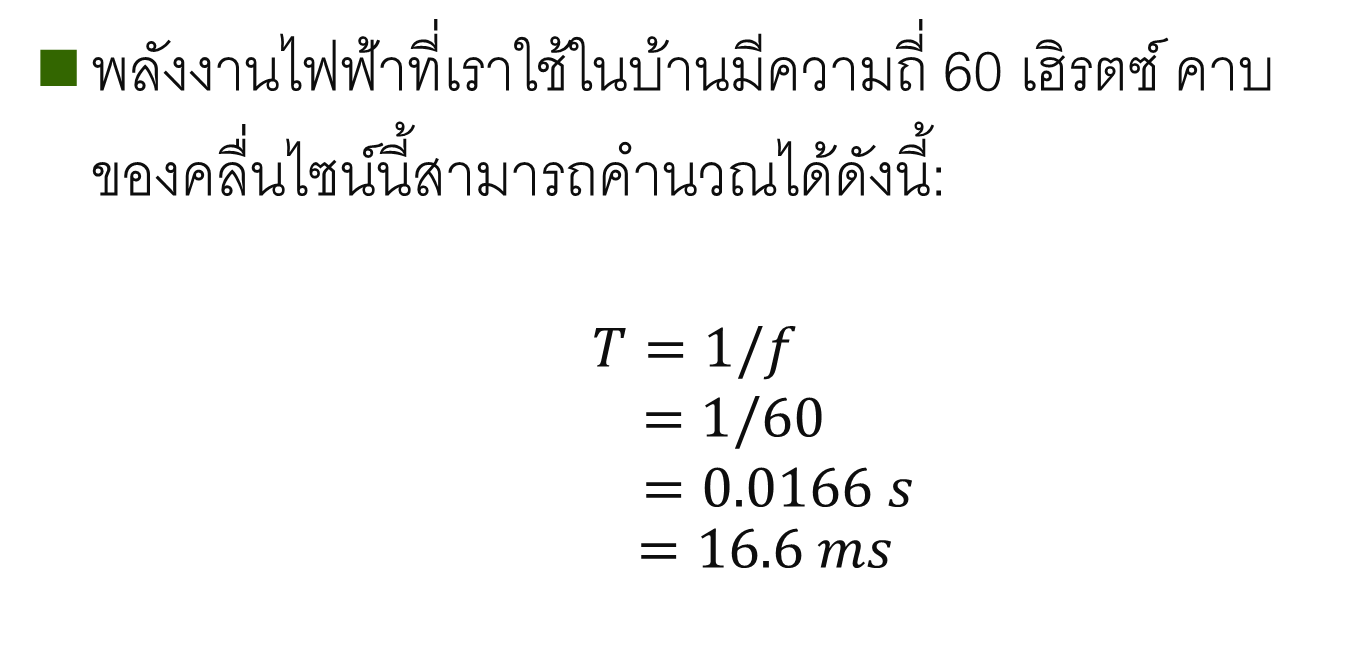 พลังงานไฟฟ้าที่เราใช้ในบ้านมีความถี่ 60 เฮิรตซ์ คาบ
ของคลื่นไซน์นี้สามารถคำนวณได้ดังนี้:
T = 1/f
= 1/60
= 0.0166 s
= 16.6 ms